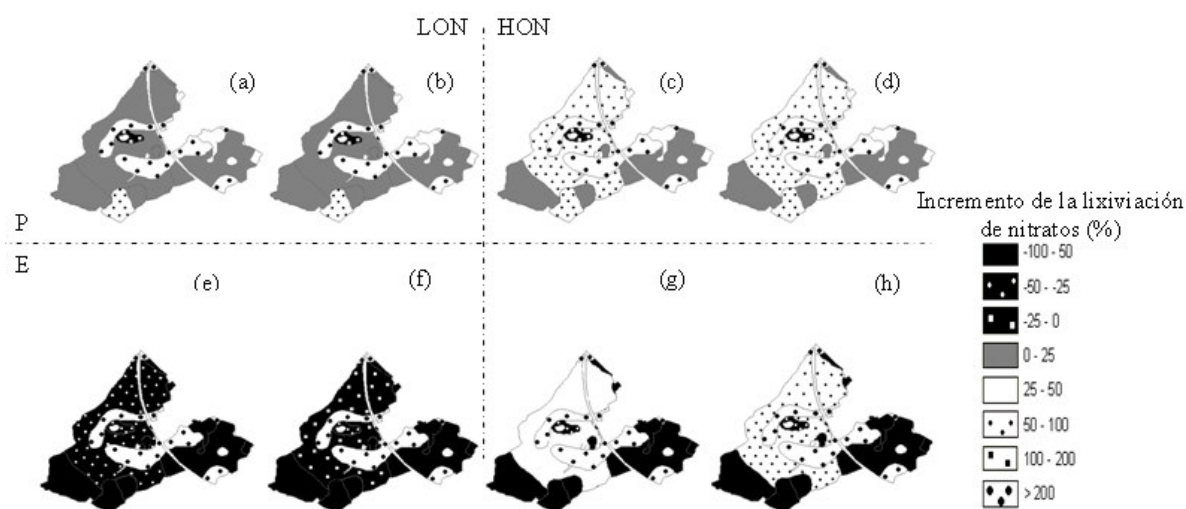 LON HON
(a) (b) (c) (d)
P
E
(e) (f) (g) (h)
Incremento de la lixiviación
de nitratos (%)
-100 - 50
-50 - -25
-25 - 0
0 - 25
25 - 50
50 - 100
100 - 200
> 200